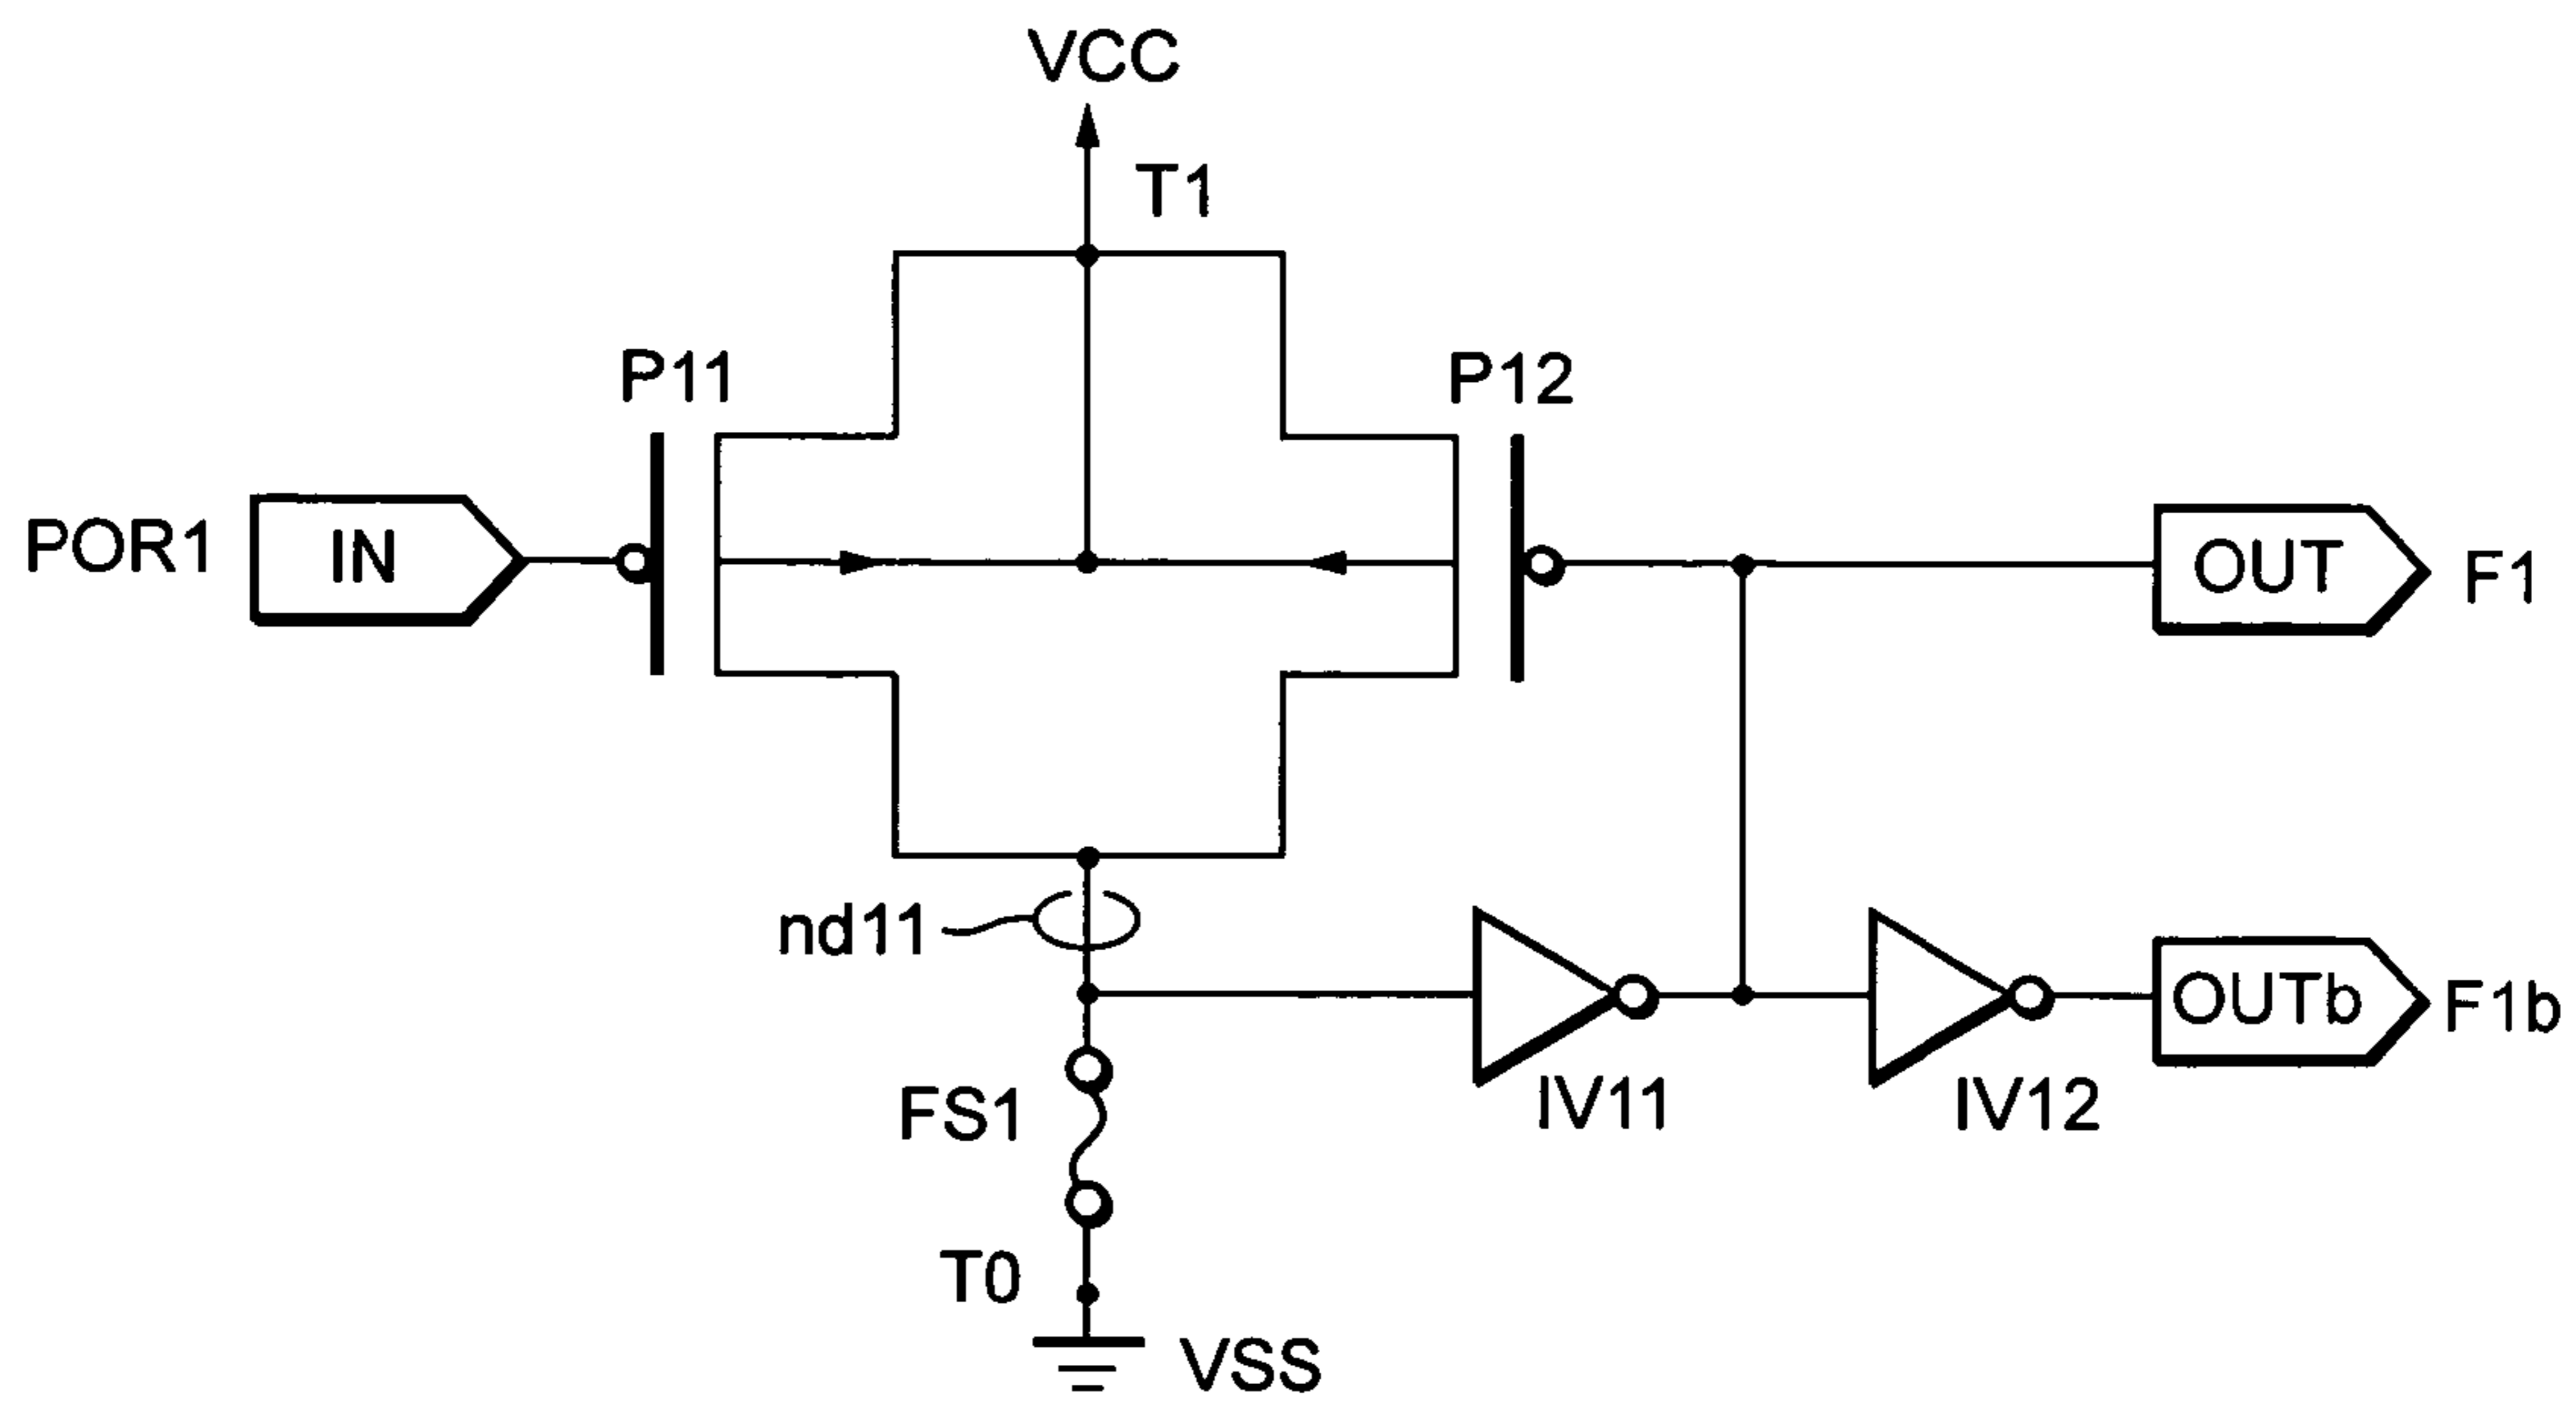 VCC
T1
P11
P12
POR1
IN
OUT
F1
nd11
OUTb
F1b
FS1
IV11
IV12
T0
VSS